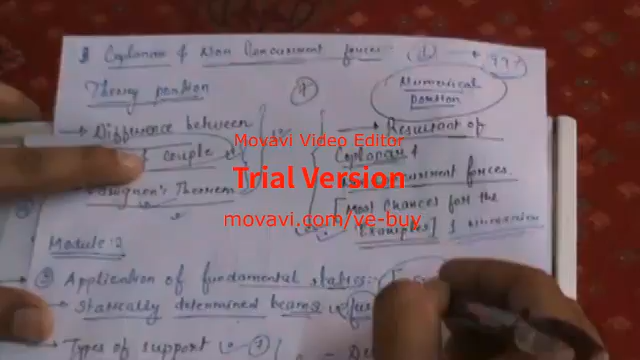 Coplanar & Non Concurrent forces:
Theory portion
Numerical
portion
Difference between
couple
Varignon's Theorem
Resultant of
Coplanar &
Concurrent forces.
[Most chances for the
Examples]
Movavi Video Editor
Trial Version
movavi.com/ve-buy
Module: 2
Application of fundamental statics:
Statically determined beams
Types of support